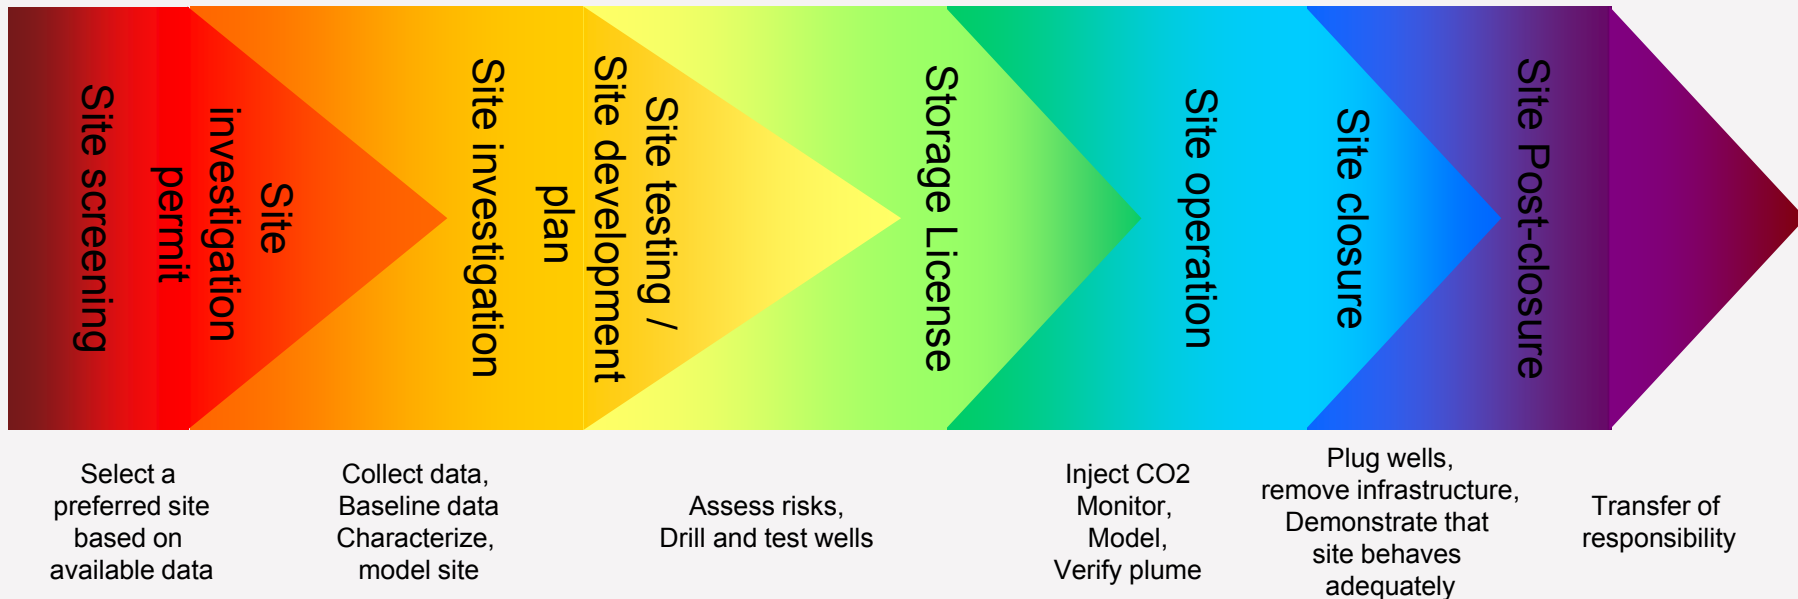 Site screening
Site
investigation
permit
Site investigation
Site testing /
Site development
plan
Storage License
Site operation
Site closure
Site Post-closure
Select a
preferred site
based on
available data
Collect data,
Baseline data
Characterize,
model site
Assess risks,
Drill and test wells
Inject CO2
Monitor,
Model,
Verify plume
Plug wells,
remove infrastructure,
Demonstrate that
site behaves
adequately
Transfer of
responsibility